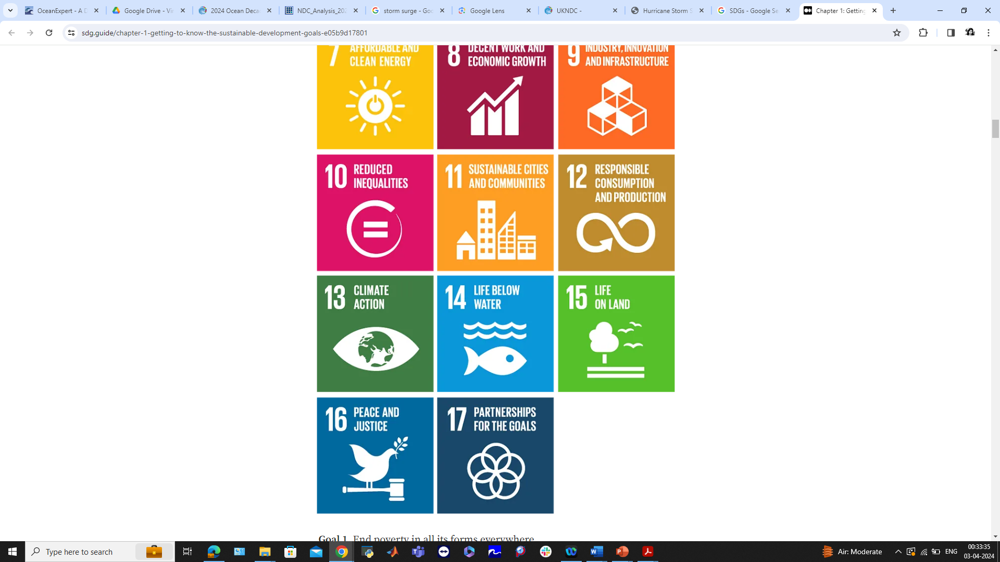 OceanExpert - A D
Google Drive - Vir
2024 Ocean Deca
NDC_Analysis_202
storm surge - Goo
Google Lens
UKNDC -
Hurricane Storm S
SDGs - Google Se
Chapter 1: Getting
sdg.guide/chapter-1-getting-to-know-the-sustainable-development-goals-e05b9d17801
7 AFFORDABLE AND
CLEAN ENERGY
8 DECENT WORK AND
ECONOMIC GROWTH
9 INDUSTRY, INNOVATION
AND INFRASTRUCTURE
10 REDUCED
INEQUALITIES
11 SUSTAINABLE CITIES
AND COMMUNITIES
12 RESPONSIBLE
CONSUMPTION
AND PRODUCTION
13 CLIMATE
ACTION
14 LIFE BELOW
WATER
15 LIFE
ON LAND
16 PEACE AND
JUSTICE
17 PARTNERSHIPS
FOR THE GOALS
Goal 1. End poverty in all its forms everywhere
Type here to search
Air: Moderate
ENG
00:33:35
03-04-2024